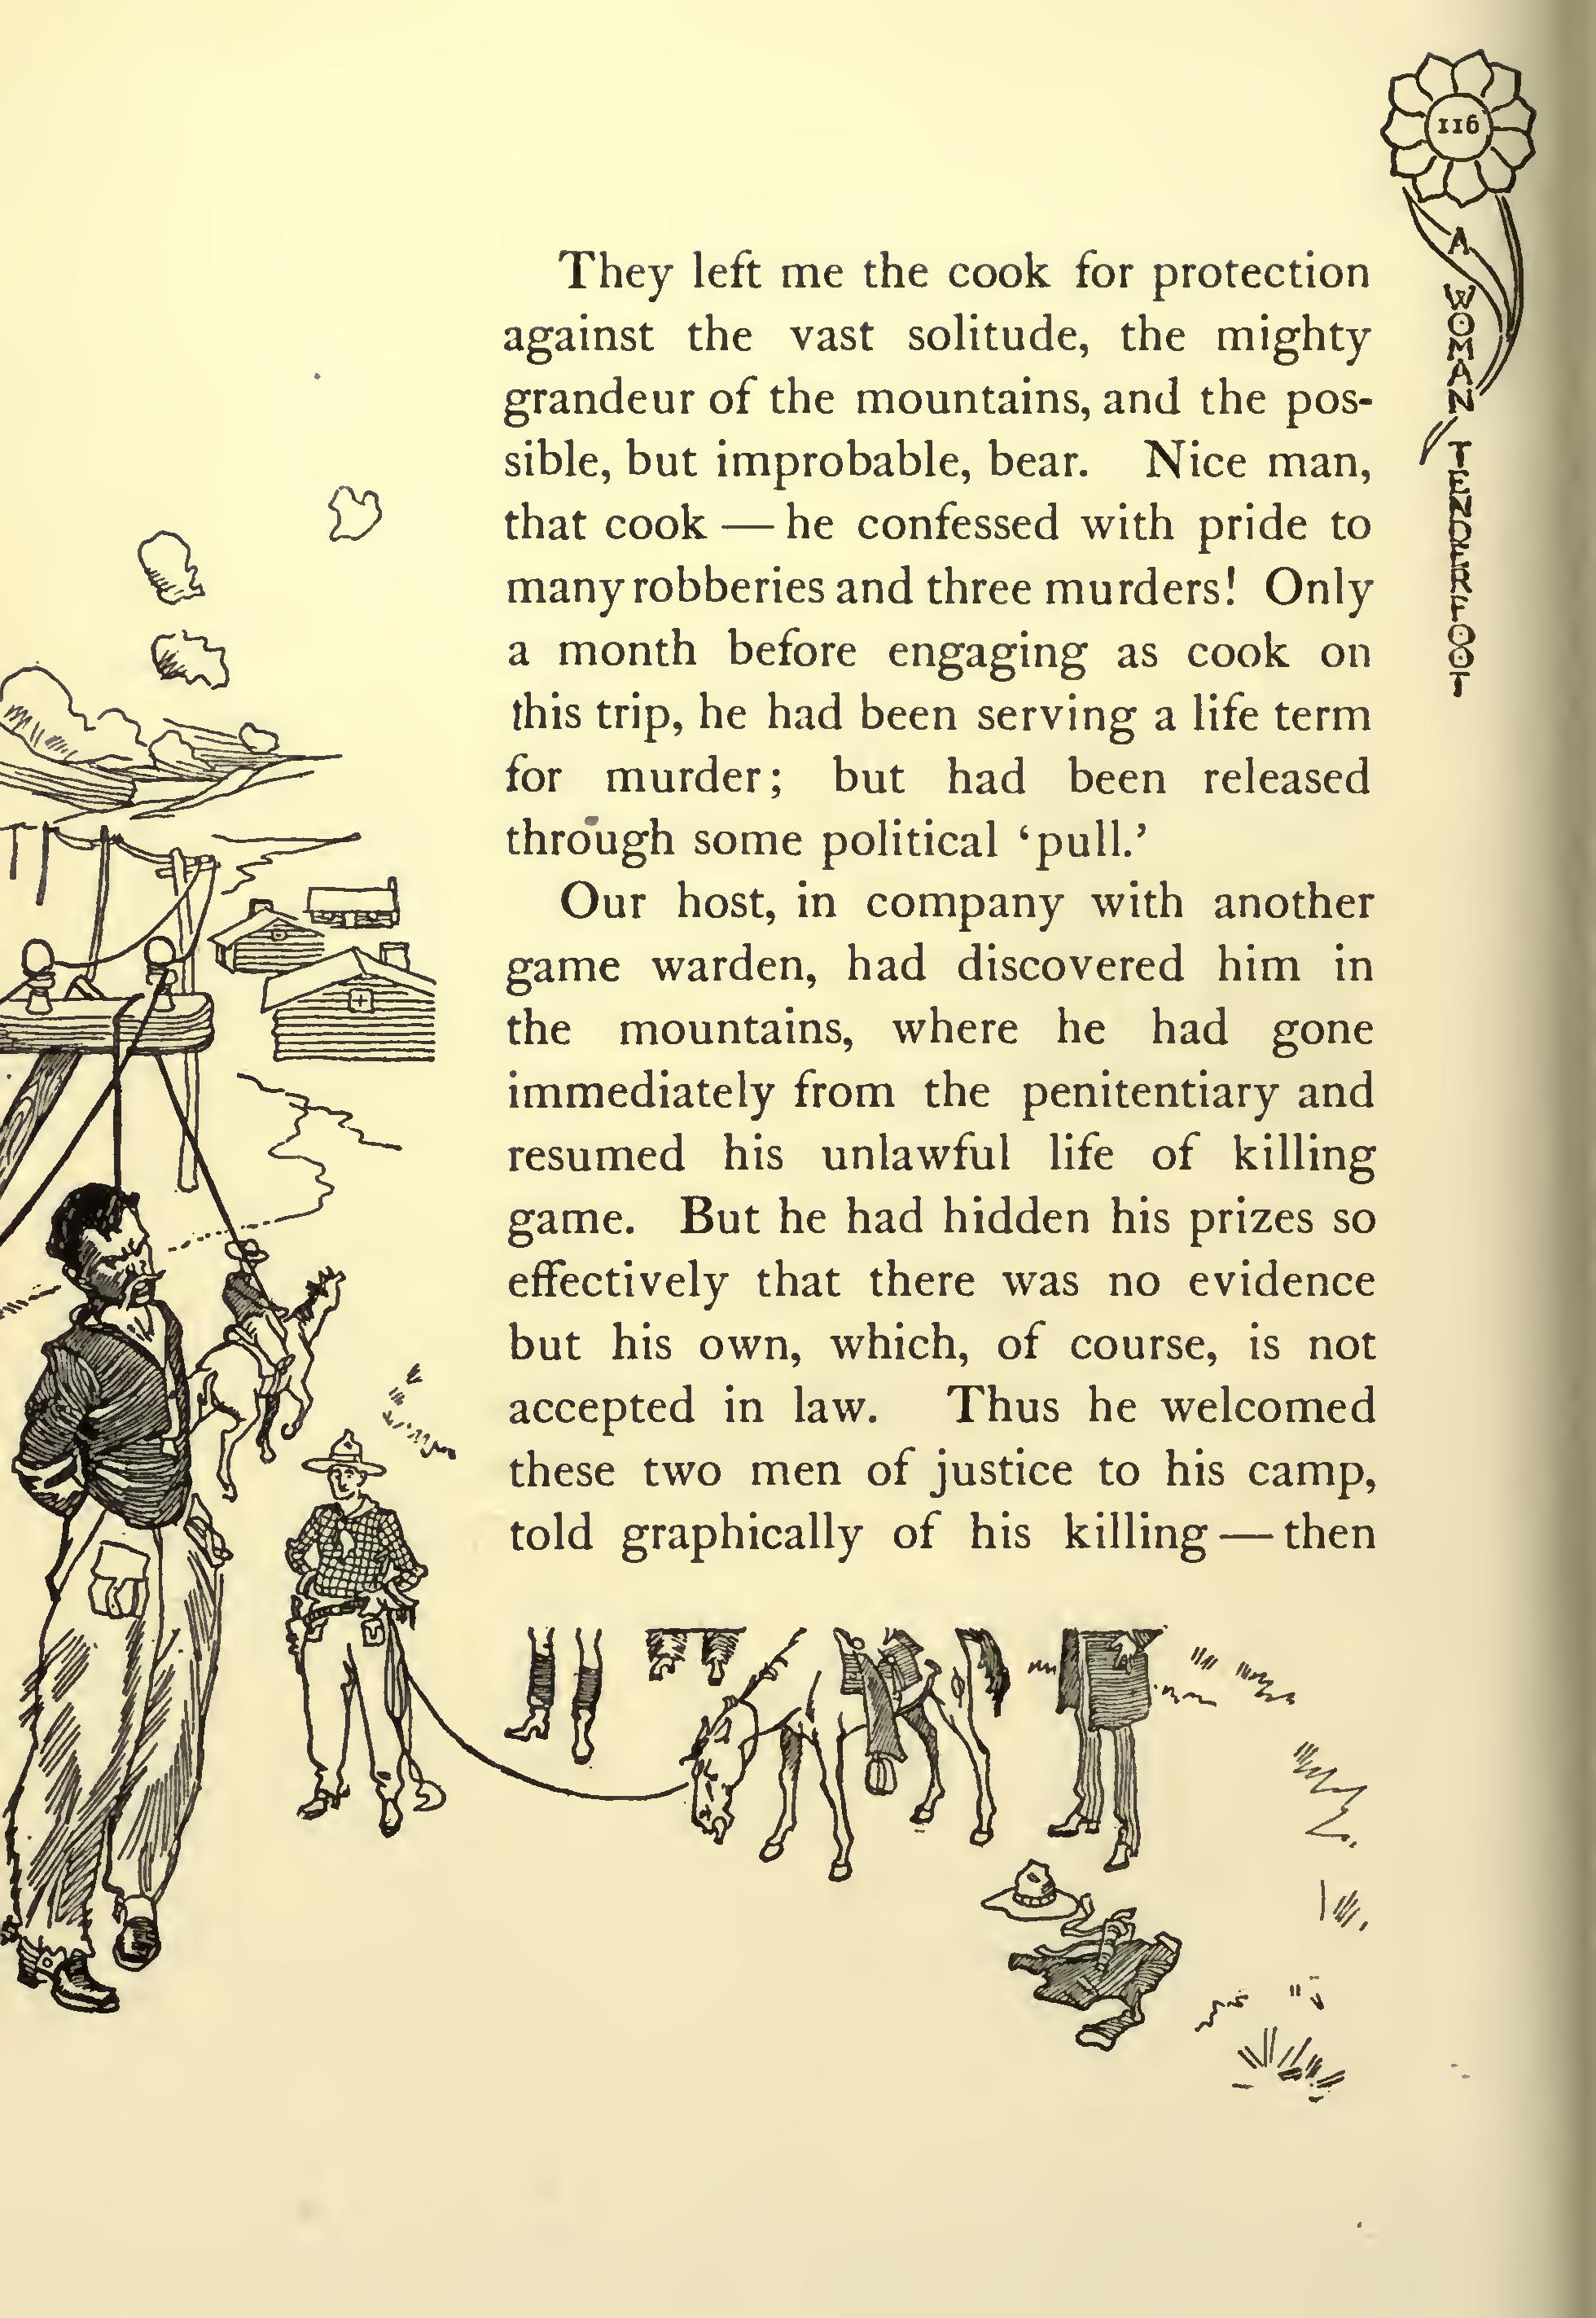 116
A WOMAN TENDERFOOT
They left me the cook for protection
against the vast solitude, the mighty
grandeur of the mountains, and the pos-
sible, but improbable, bear. Nice man,
that cook — he confessed with pride to
many robberies and three murders! Only
a month before engaging as cook on
this trip, he had been serving a life term
for murder; but had been released
through some political ‘pull.’
Our host, in company with another
game warden, had discovered him in
the mountains, where he had gone
immediately from the penitentiary and
resumed his unlawful life of killing
game. But he had hidden his prizes so
effectively that there was no evidence
but his own, which, of course, is not
accepted in law. Thus he welcomed
these two men of justice to his camp,
told graphically of his killing — then